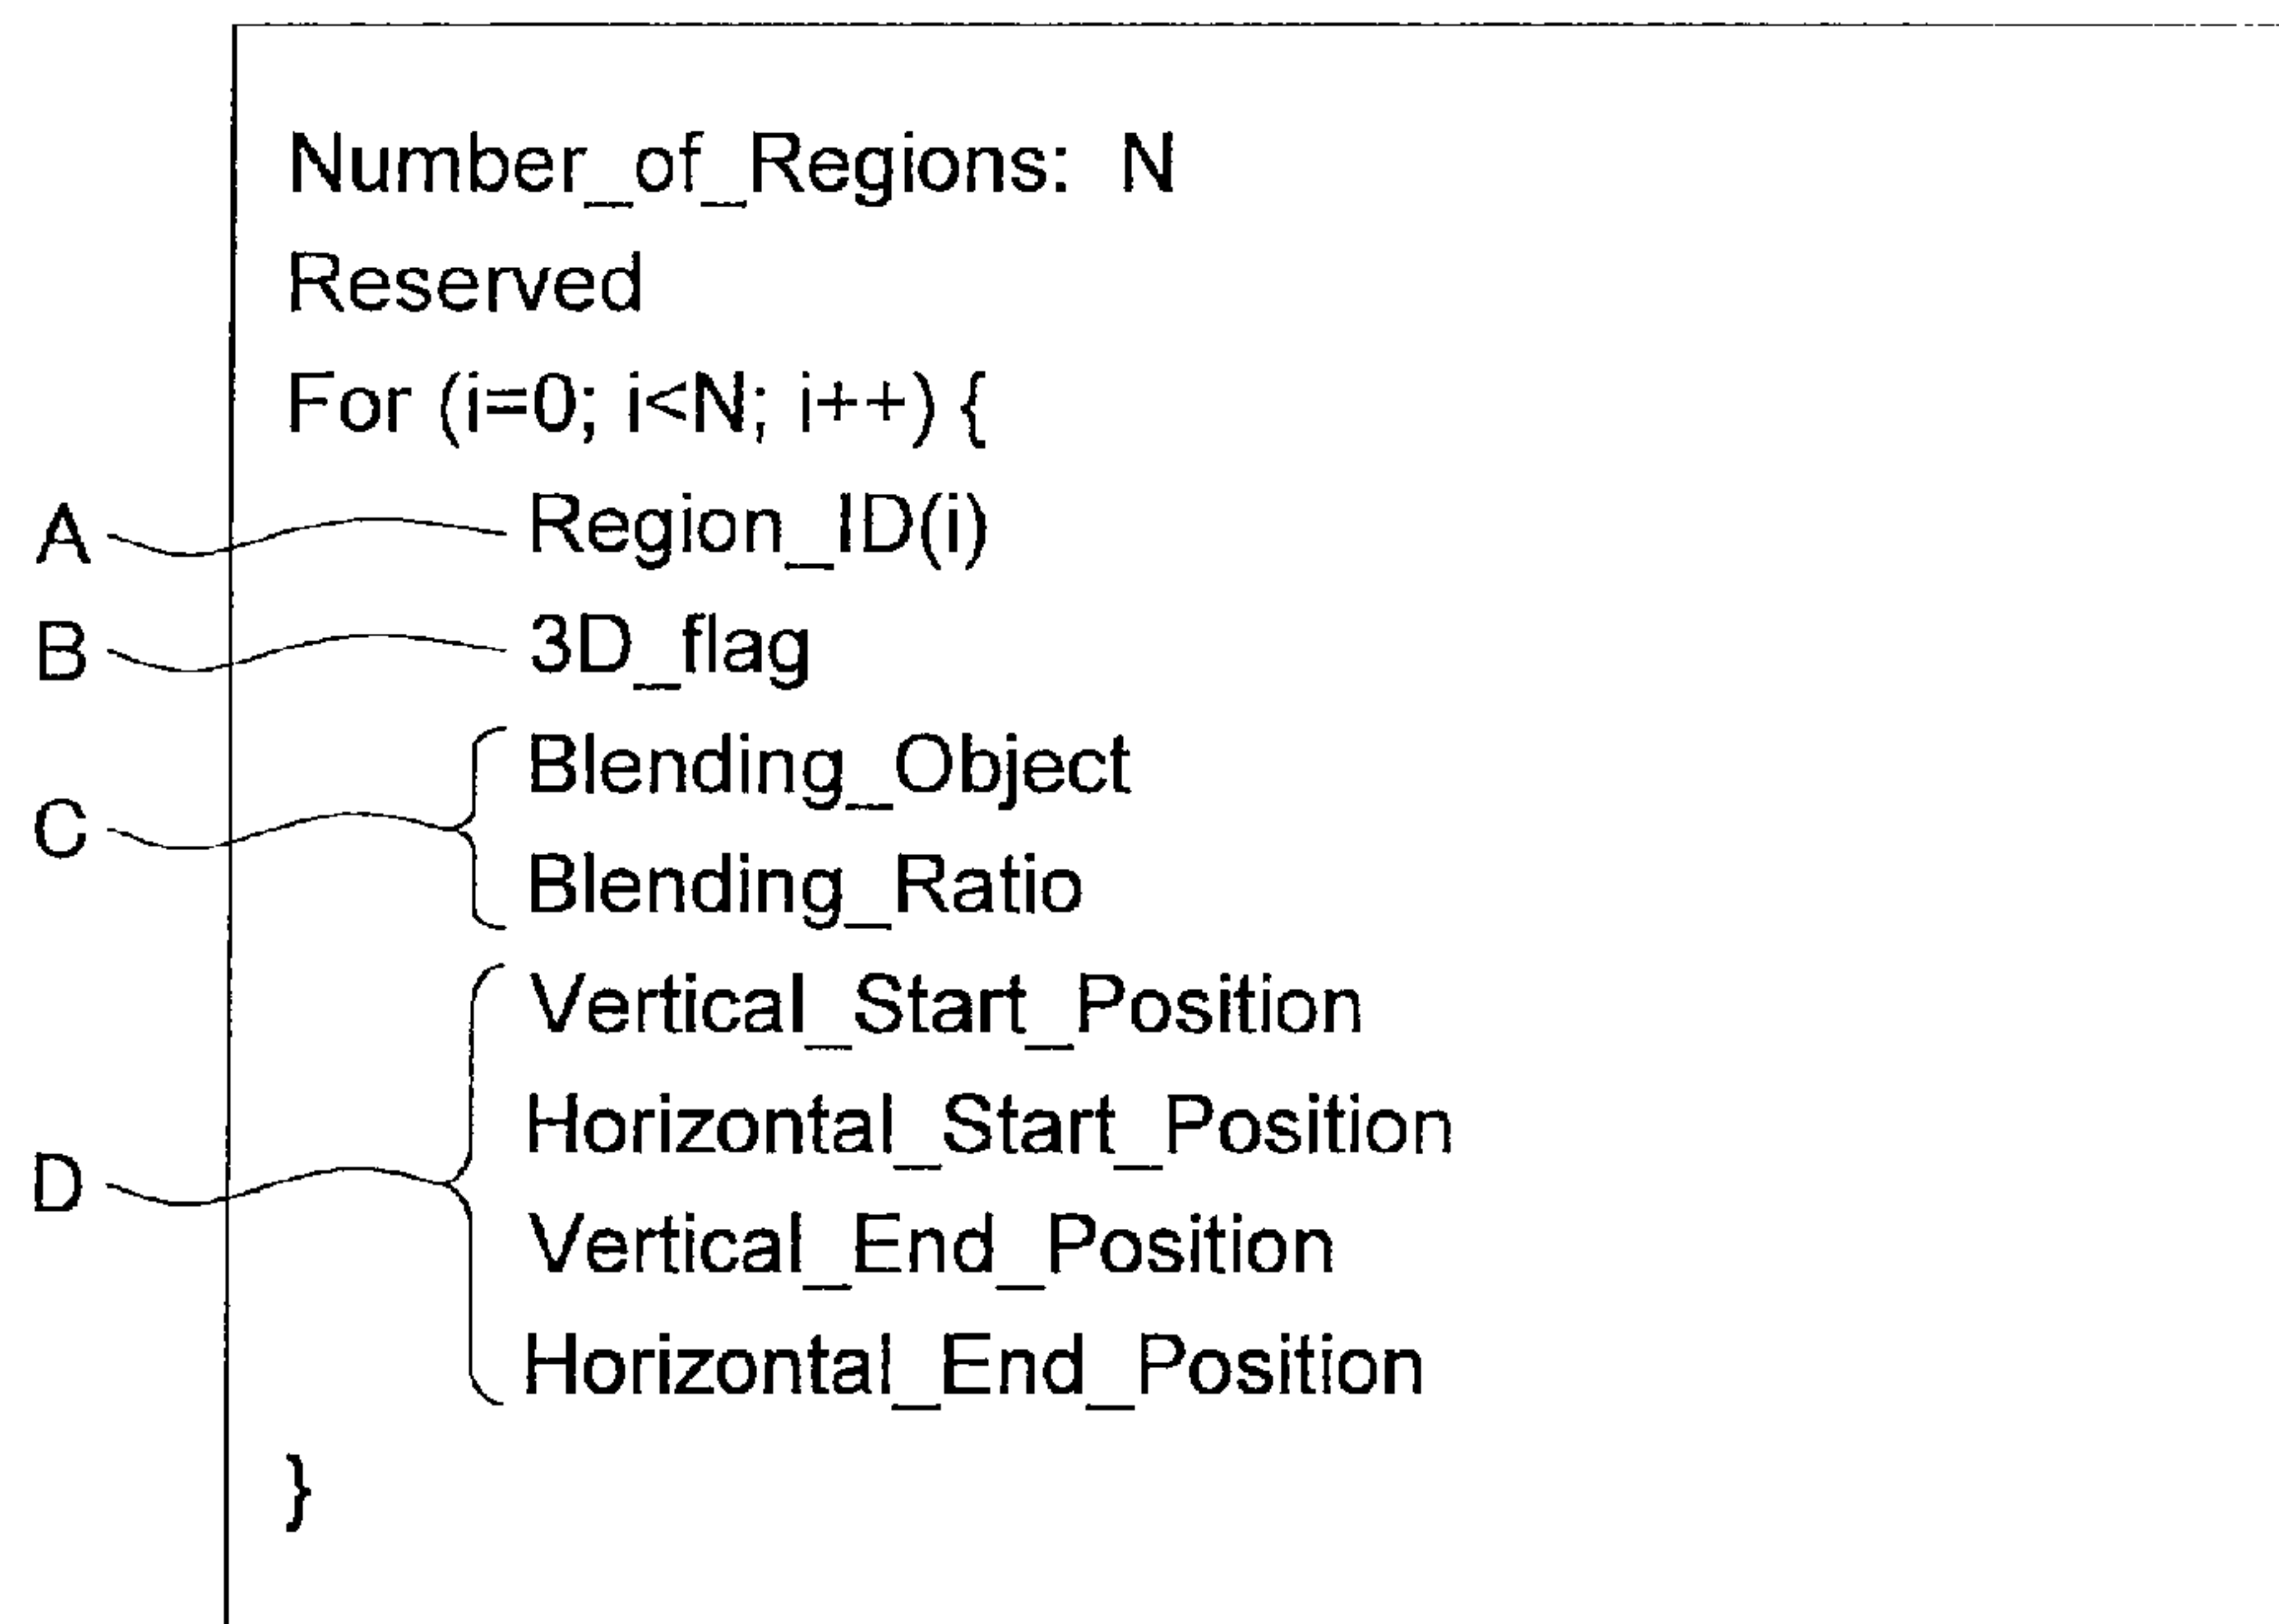 Number_of_Regions: N
Reserved
For (i=0; i<N; i++) {
A Region_ID(i)
B 3D_flag
Blending_Object
C
Blending_Ratio
Vertical_Start_Position
Horizontal_Start_Position
D
Vertical_End_Position
Horizontal_End_Position
}